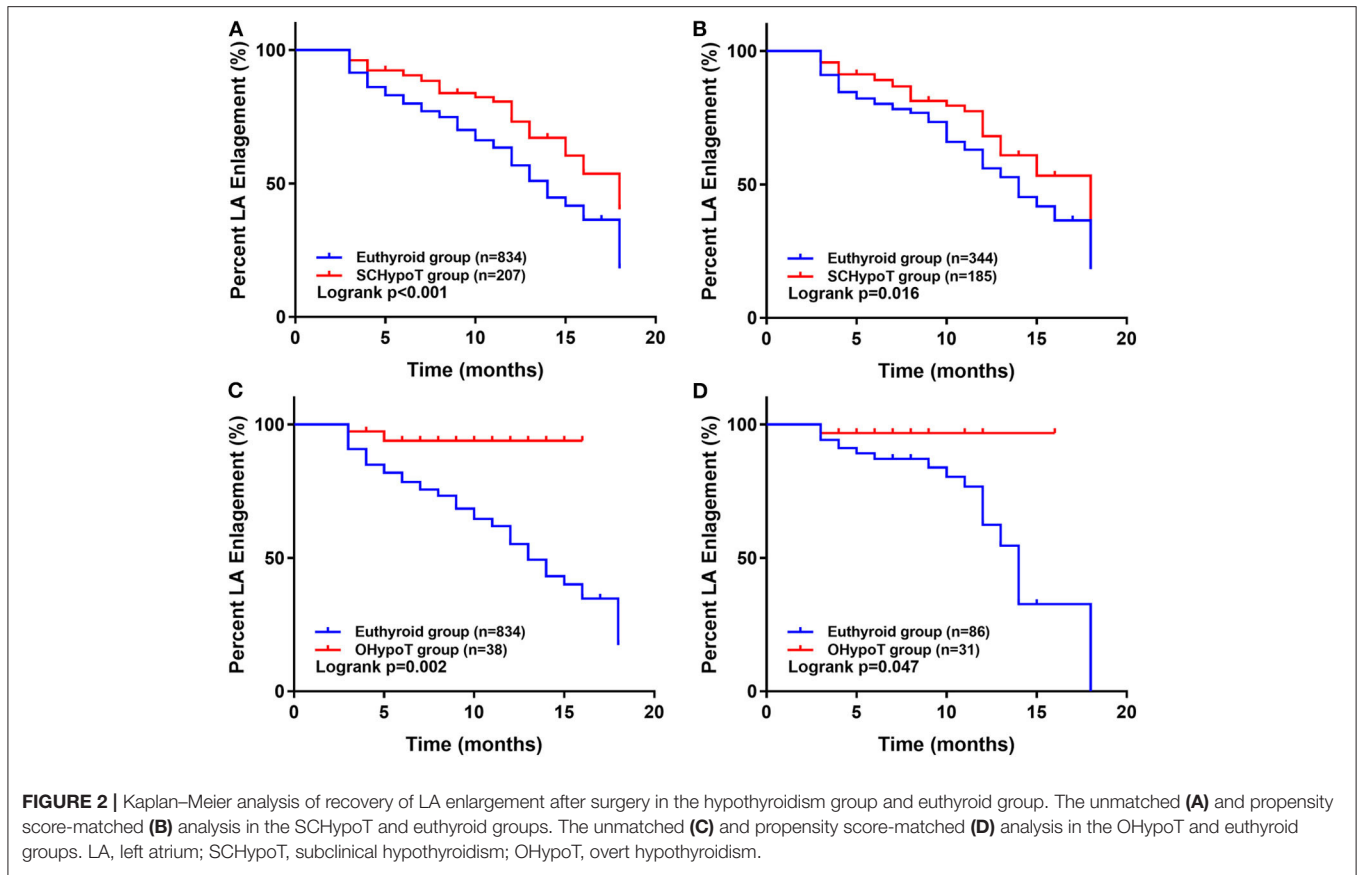 A
Percent LA Enlagement (%)
100
50
0
Euthyroid group (n=834)
SCHypoT group (n=207)
Logrank p<0.001
0 5 10 15 20
Time (months)
B
Percent LA Enlagement (%)
100
50
0
Euthyroid group (n=344)
SCHypoT group (n=185)
Logrank p=0.016
0 5 10 15 20
Time (months)
C
Percent LA Enlagement (%)
100
50
0
Euthyroid group (n=834)
OHypoT group (n=38)
Logrank p=0.002
0 5 10 15 20
Time (months)
D
Percent LA Enlagement (%)
100
50
0
Euthyroid group (n=86)
OHypoT group (n=31)
Logrank p=0.047
0 5 10 15 20
Time (months)
FIGURE 2 | Kaplan–Meier analysis of recovery of LA enlargement after surgery in the hypothyroidism group and euthyroid group. The unmatched (A) and propensity
score-matched (B) analysis in the SCHypoT and euthyroid groups. The unmatched (C) and propensity score-matched (D) analysis in the OHypoT and euthyroid
groups. LA, left atrium; SCHypoT, subclinical hypothyroidism; OHypoT, overt hypothyroidism.